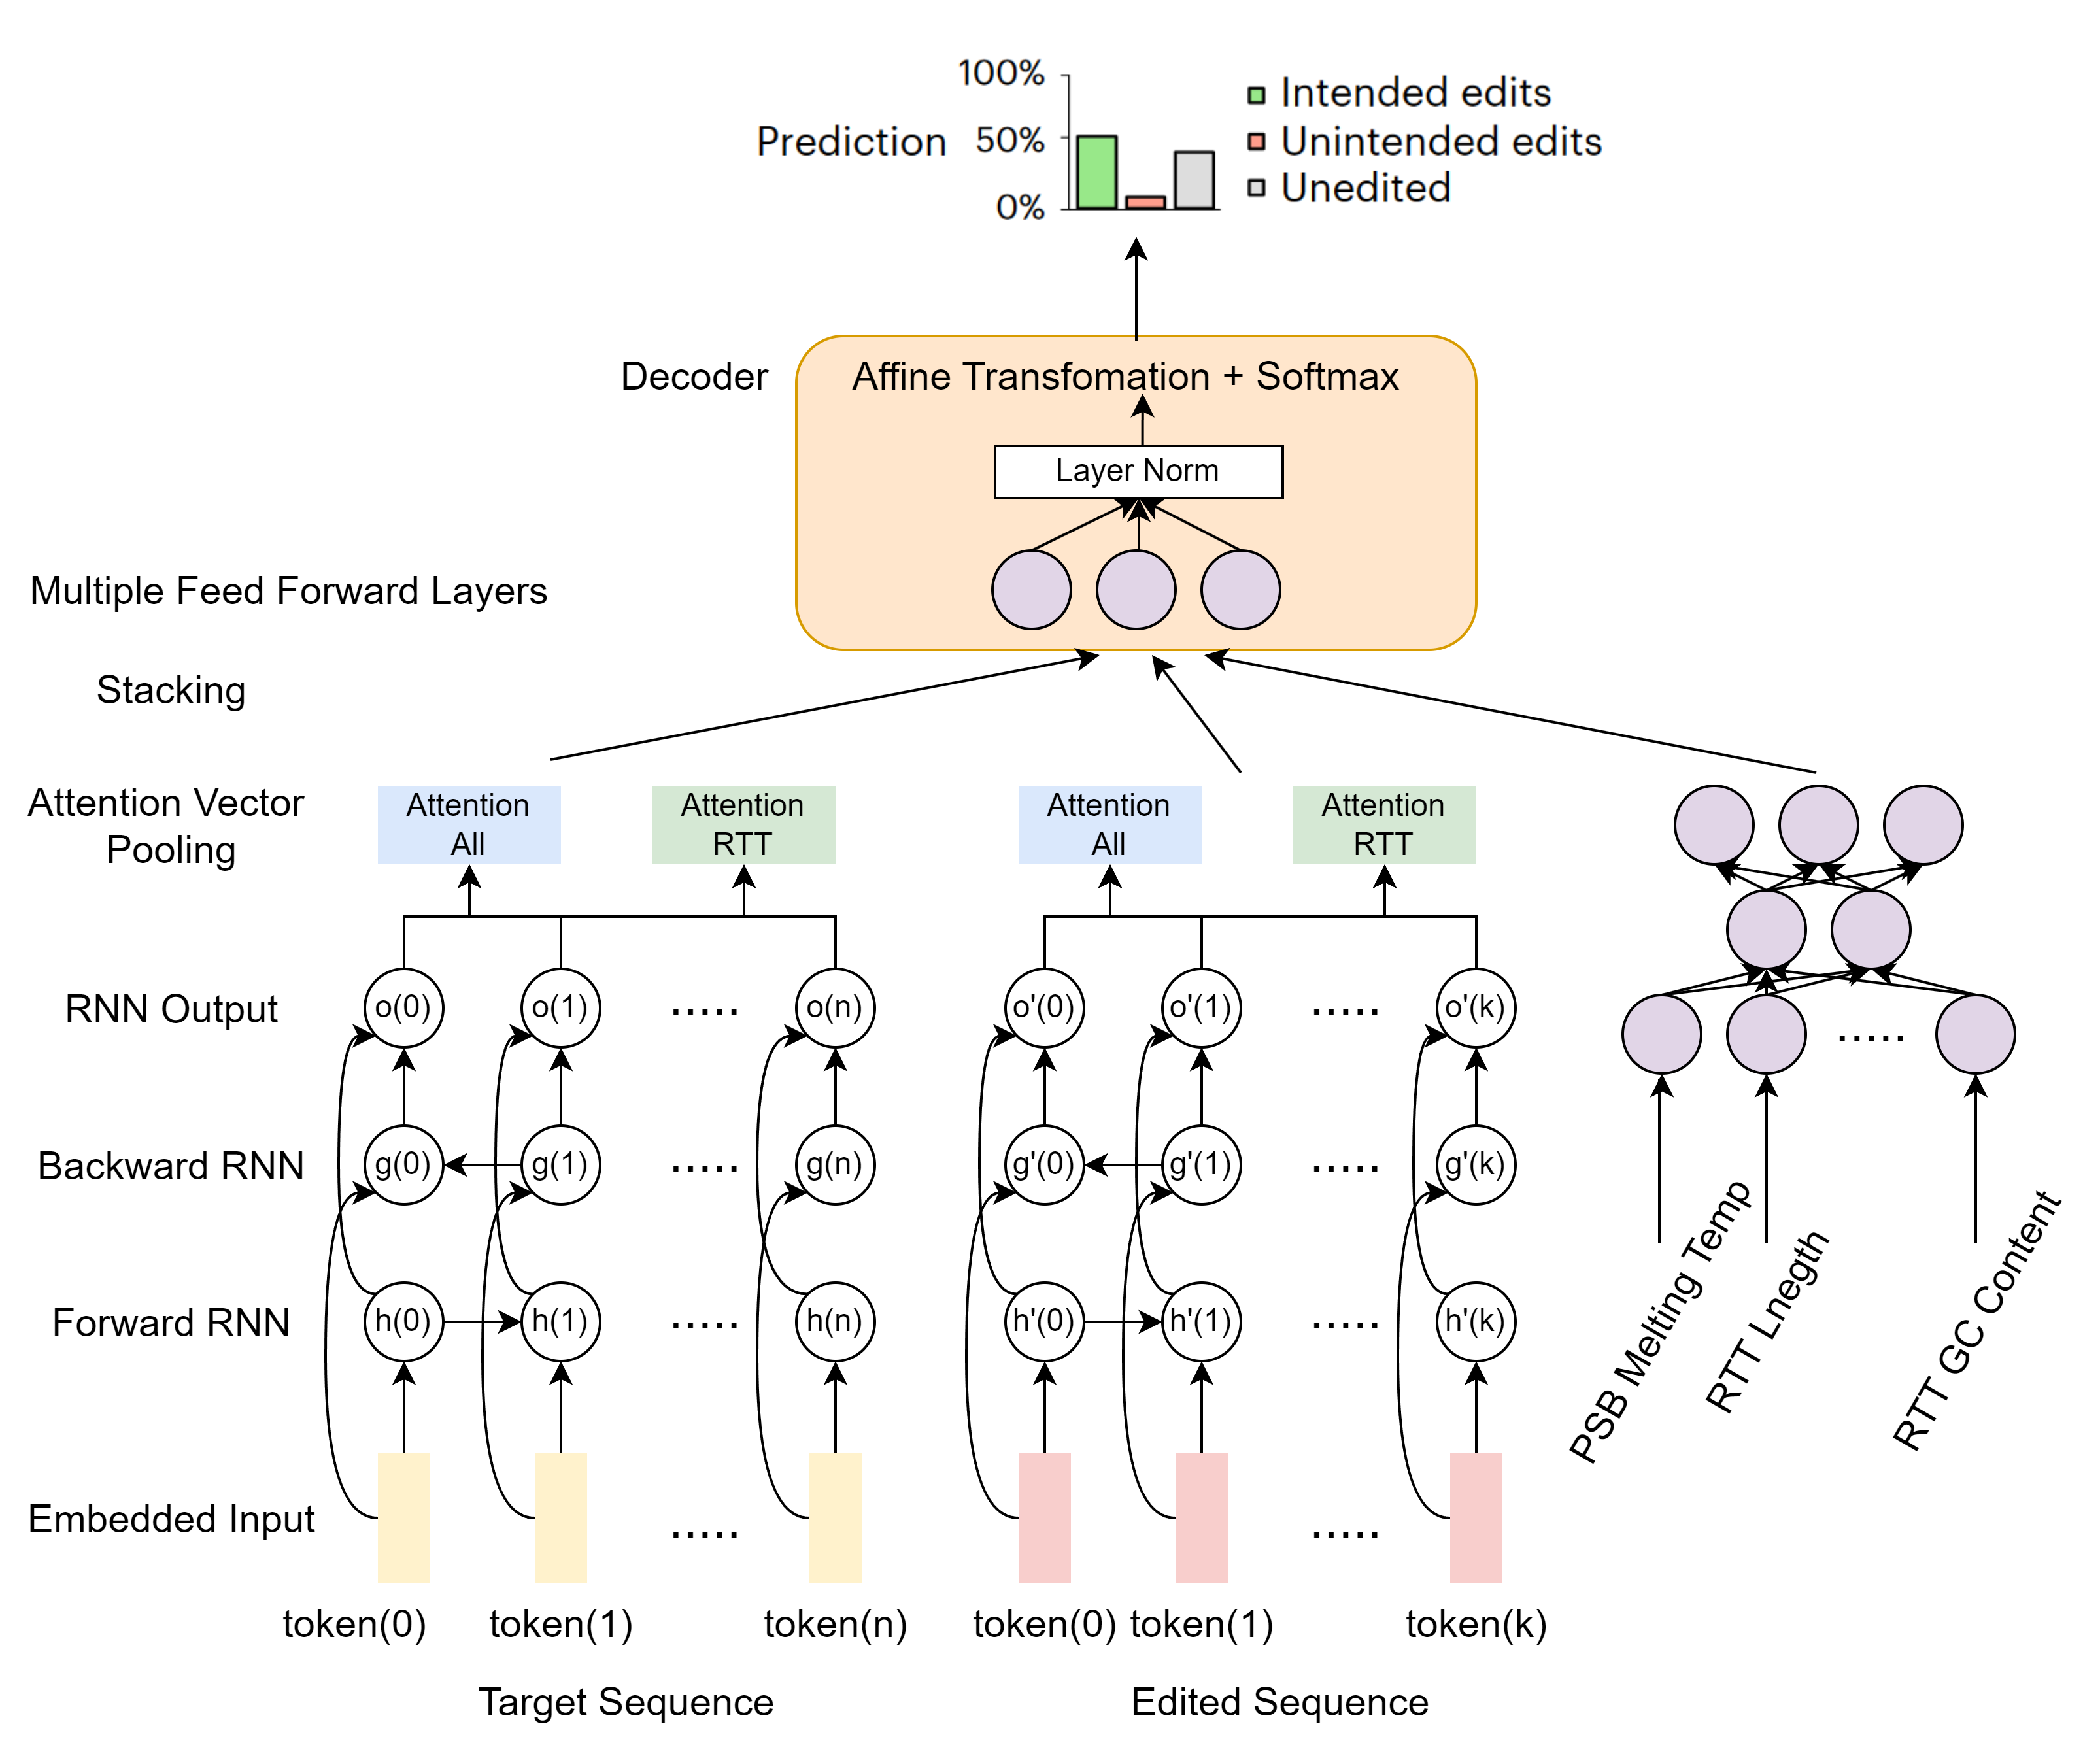 100%
Prediction
50%
0%
Intended edits
Unintended edits
Unedited
Decoder
Affine Transfomation + Softmax
Layer Norm
Multiple Feed Forward Layers
Stacking
Attention Vector
Pooling
Attention
All
Attention
RTT
Attention
All
Attention
RTT
RNN Output
o(0)
o(1)
.....
o(n)
o'(0)
o'(1)
.....
o'(k)
.....
Backward RNN
g(0)
g(1)
.....
g(n)
g'(0)
g'(1)
.....
g'(k)
Forward RNN
h(0)
h(1)
.....
h(n)
h'(0)
h'(1)
.....
h'(k)
PSB Melting Temp
RTT Lnegth
RTT GC Content
Embedded Input
.....
.....
token(0)
token(1)
token(n)
token(0)
token(1)
token(k)
Target Sequence
Edited Sequence